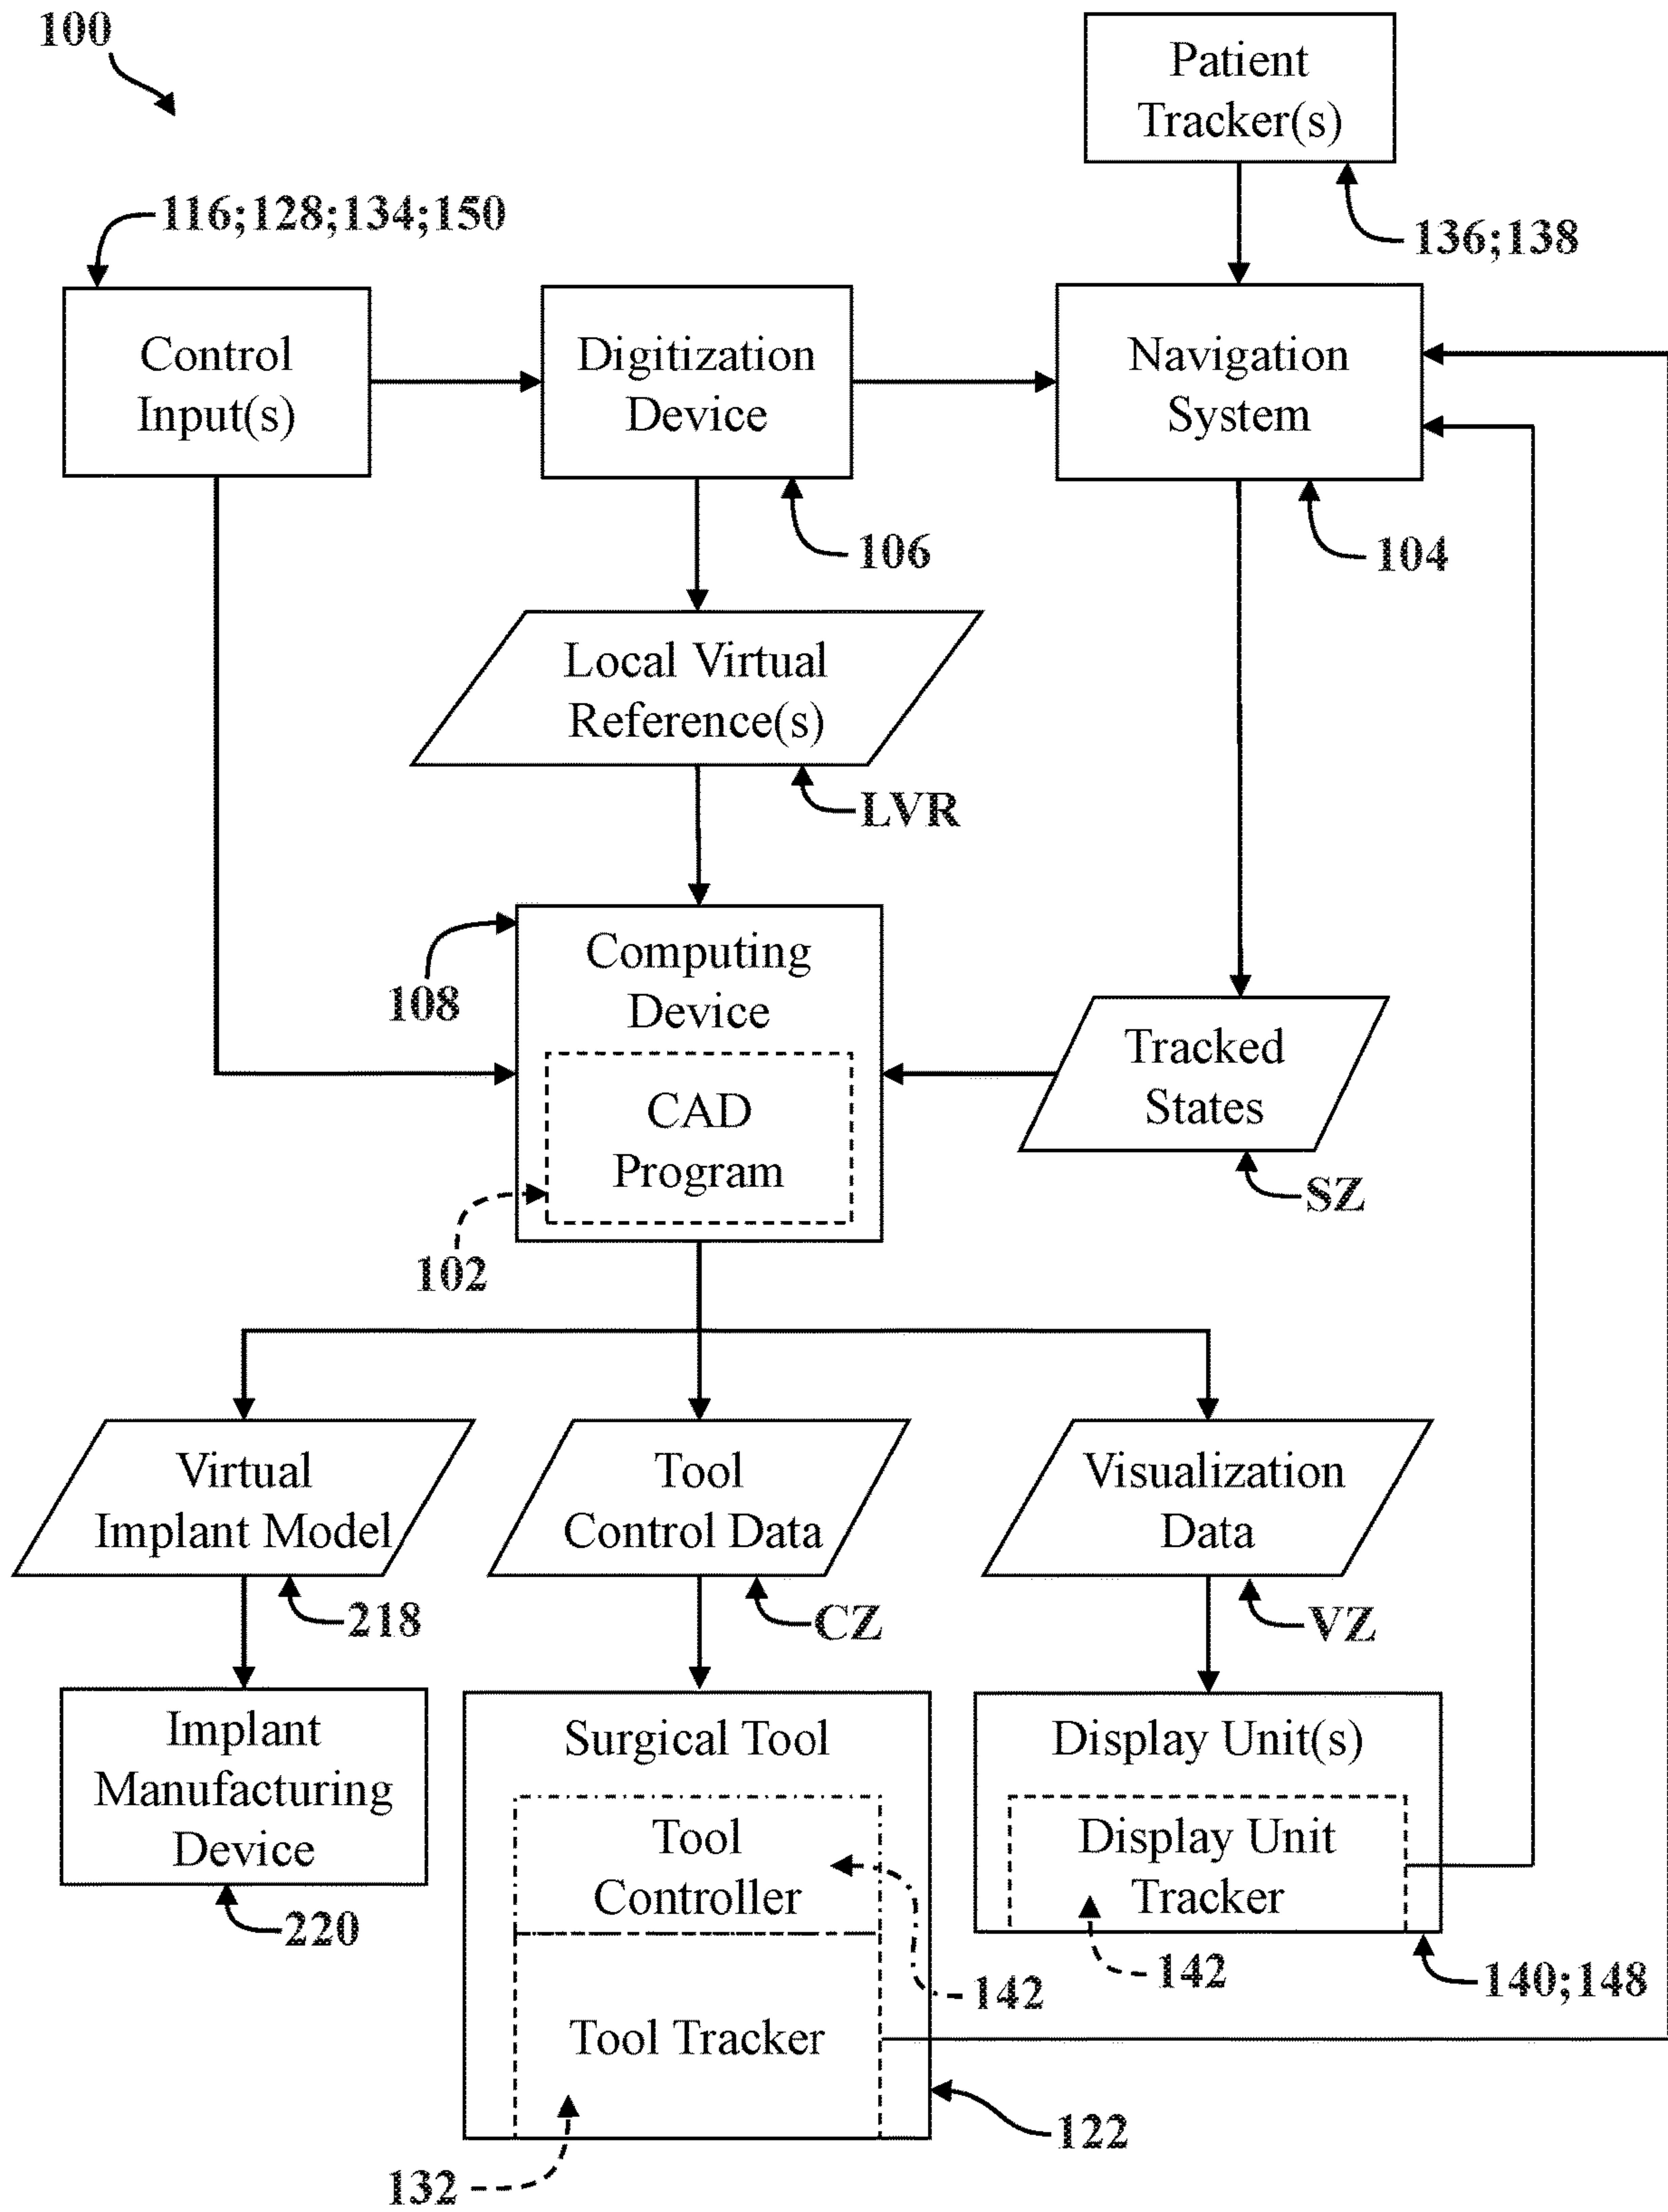 100
Patient
Tracker(s)
116;128;134;150
136;138
Control
Input(s)
Digitization
Device
Navigation
System
106
104
Local Virtual
Reference(s)
LVR
Computing
Device
108
CAD
Program
102
Tracked
States
SZ
Virtual
Implant Model
Tool
Control Data
Visualization
Data
218
CZ
VZ
Implant
Manufacturing
Device
220
Surgical Tool
Tool
Controller
142
Tool Tracker
132
122
Display Unit(s)
Display Unit
Tracker
142
140;148